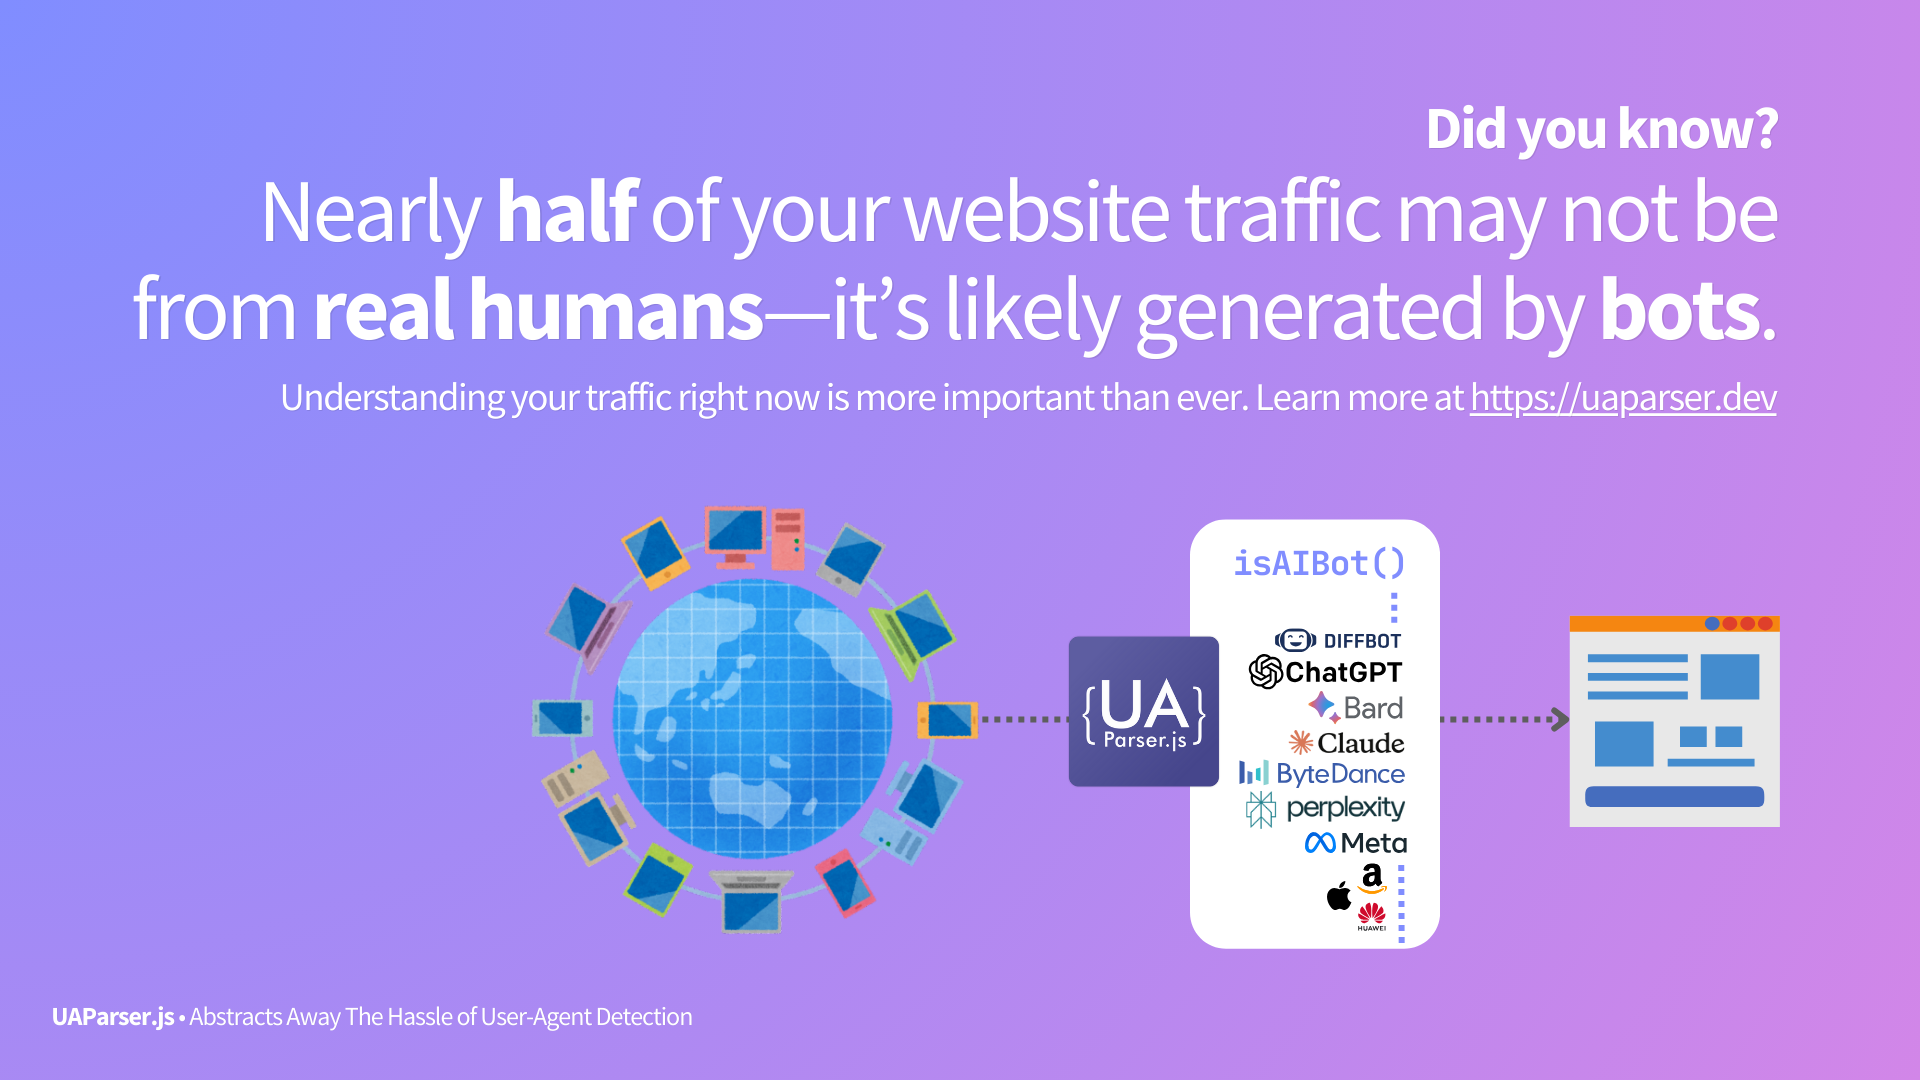 Did you know?
Nearly half of your website traffic may not be
from real humans—it’s likely generated by bots.
Understanding your traffic right now is more important than ever. Learn more at https://uaparser.dev
isAIBot()
DIFFBOT
ChatGPT
Bard
Claude
ByteDance
perplexity
Meta
a
HUAWEI
{UA}
Parser.js
UAParser.js • Abstracts Away The Hassle of User-Agent Detection